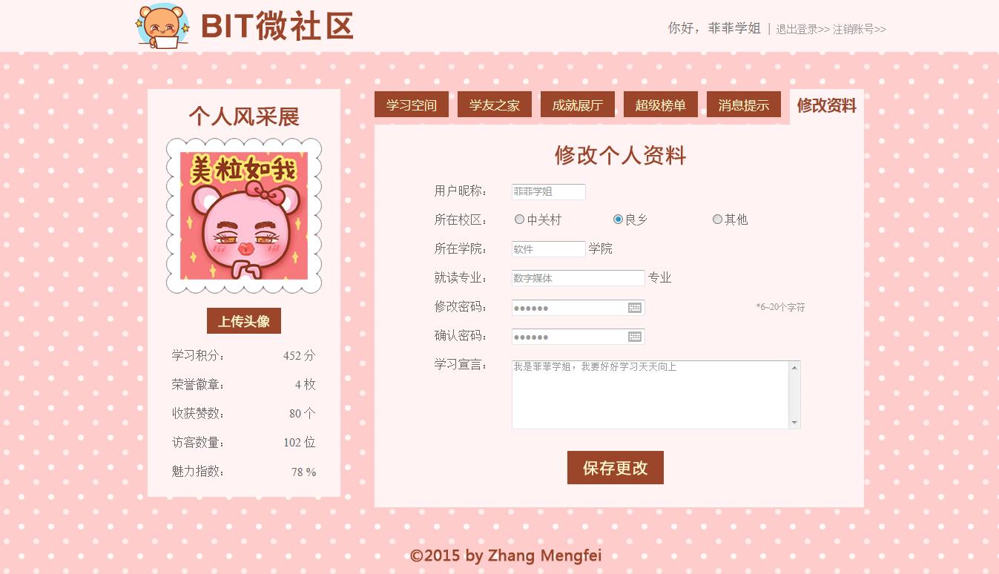 BIT微社区
你好，菲菲学姐 | 退出登录>> 注销账号>>
个人风采展
美粒如我
上传头像
学习积分： 452 分
荣誉徽章： 4 枚
收获赞数： 80 个
访客数量： 102 位
魅力指数： 78 %
学习空间 学友之家 成就展厅 超级榜单 消息提示 修改资料
修改个人资料
用户昵称： 菲菲学姐
所在校区： 中关村 良乡 其他
所在学院： 软件 学院
就读专业： 数字媒体 专业
修改密码： ●●●●●● *6~20个字符
确认密码： ●●●●●●
学习宣言： 我是菲菲学姐，我要好好学习天天向上
保存更改
©2015 by Zhang Mengfei